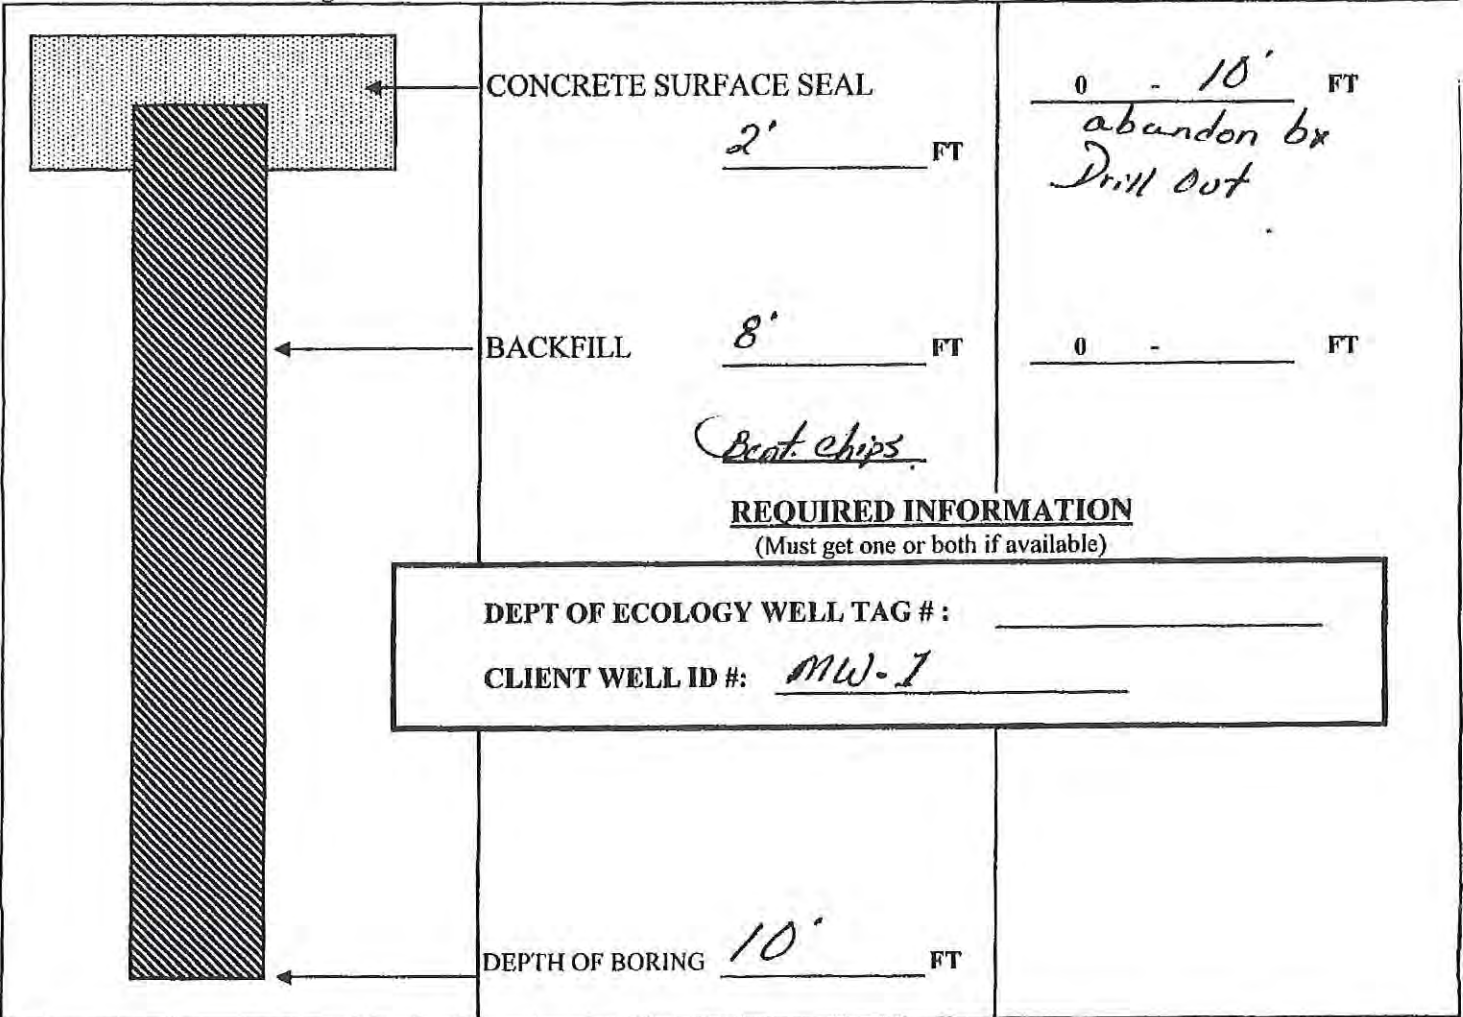 CONCRETE SURFACE SEAL
2' FT
0 - 10' FT
abandon by
Drill Out
BACKFILL 8' FT
0 - FT
Bent. Chips.
REQUIRED INFORMATION
(Must get one or both if available)
DEPT OF ECOLOGY WELL TAG # :
CLIENT WELL ID #: MW-1
DEPTH OF BORING 10' FT